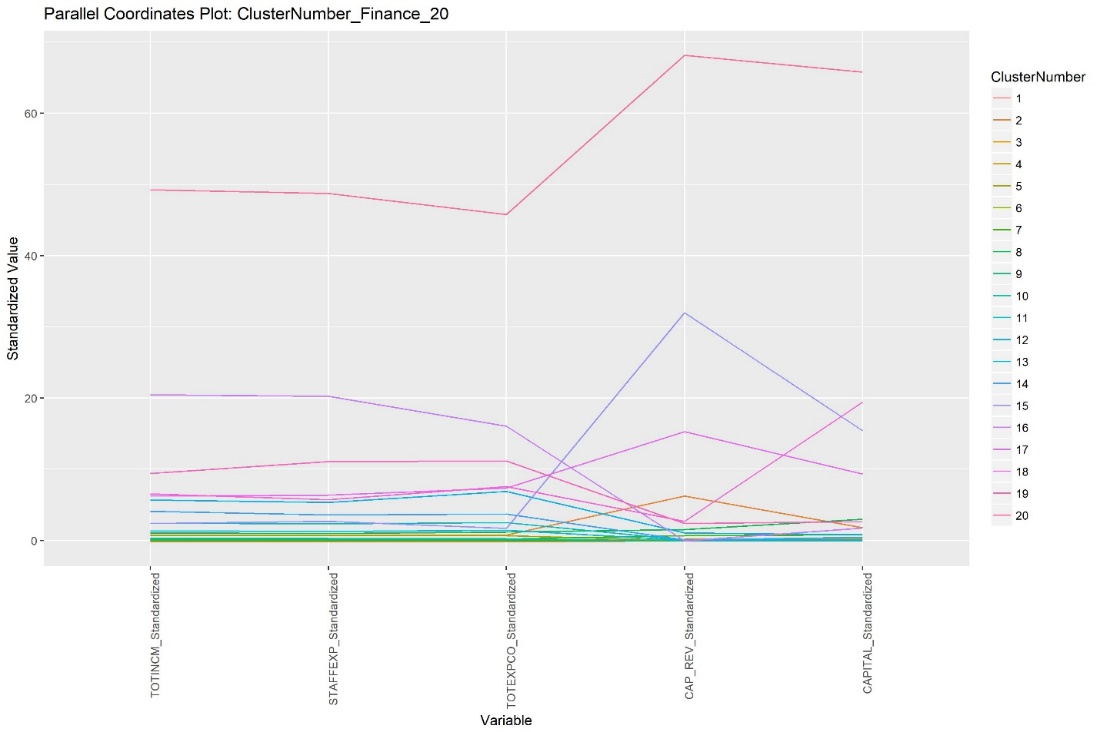 Parallel Coordinates Plot: ClusterNumber_Finance_20
60
40
20
0
Standardized Value
TOTINCM_Standardized
STAFFEXP_Standardized
TOTEXPCO_Standardized
CAP_REV_Standardized
CAPITAL_Standardized
Variable
ClusterNumber
1
2
3
4
5
6
7
8
9
10
11
12
13
14
15
16
17
18
19
20